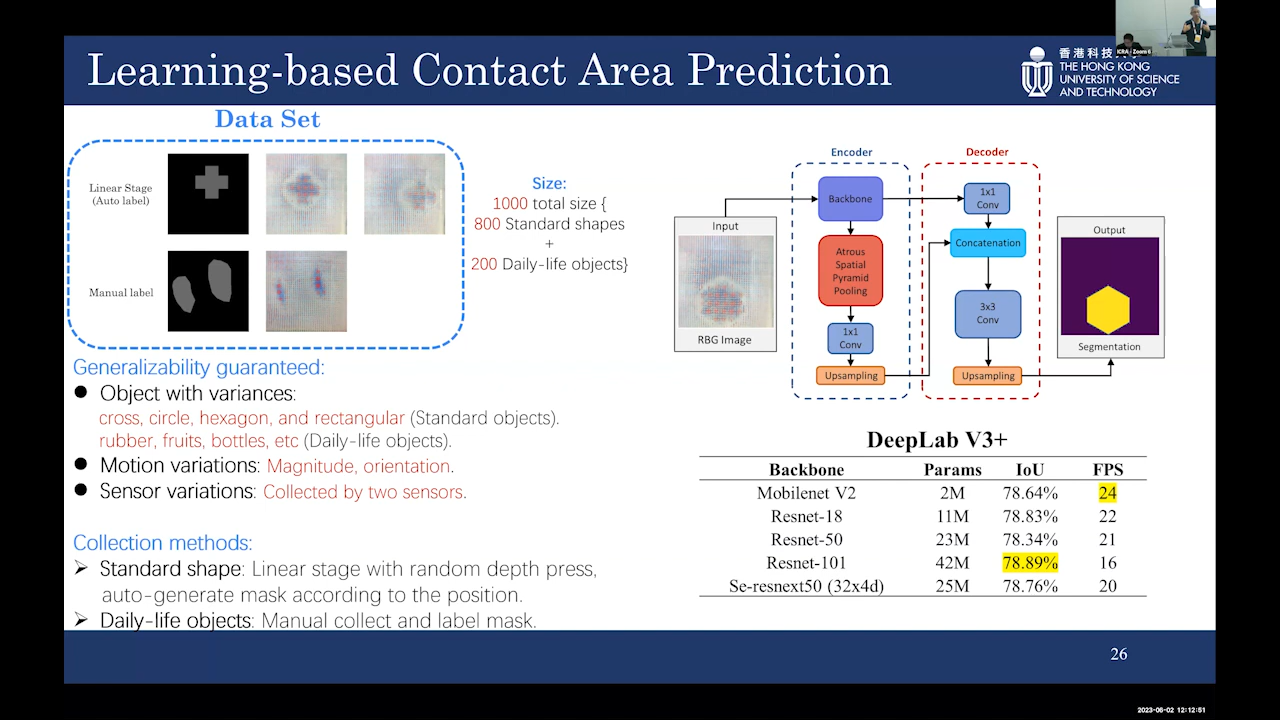 Learning-based Contact Area Prediction
香港科技大學
THE HONG KONG
UNIVERSITY OF SCIENCE
AND TECHNOLOGY
ICRA - Zoom 6
Data Set
Linear Stage
(Auto label)
Manual label
Size:
1000 total size {
800 Standard shapes
+
200 Daily-life objects}
Generalizability guaranteed:
● Object with variances:
cross, circle, hexagon, and rectangular (Standard objects).
rubber, fruits, bottles, etc (Daily-life objects).
● Motion variations: Magnitude, orientation.
● Sensor variations: Collected by two sensors.
Collection methods:
➢ Standard shape: Linear stage with random depth press,
auto-generate mask according to the position.
➢ Daily-life objects: Manual collect and label mask.
Encoder
Decoder
Input
RBG Image
Backbone
Atrous
Spatial
Pyramid
Pooling
1x1
Conv
Upsampling
1x1
Conv
Concatenation
3x3
Conv
Upsampling
Output
Segmentation
DeepLab V3+
Backbone Params IoU FPS
Mobilenet V2 2M 78.64% 24
Resnet-18 11M 78.83% 22
Resnet-50 23M 78.34% 21
Resnet-101 42M 78.89% 16
Se-resnext50 (32x4d) 25M 78.76% 20
26
2023-06-02 12:12:51